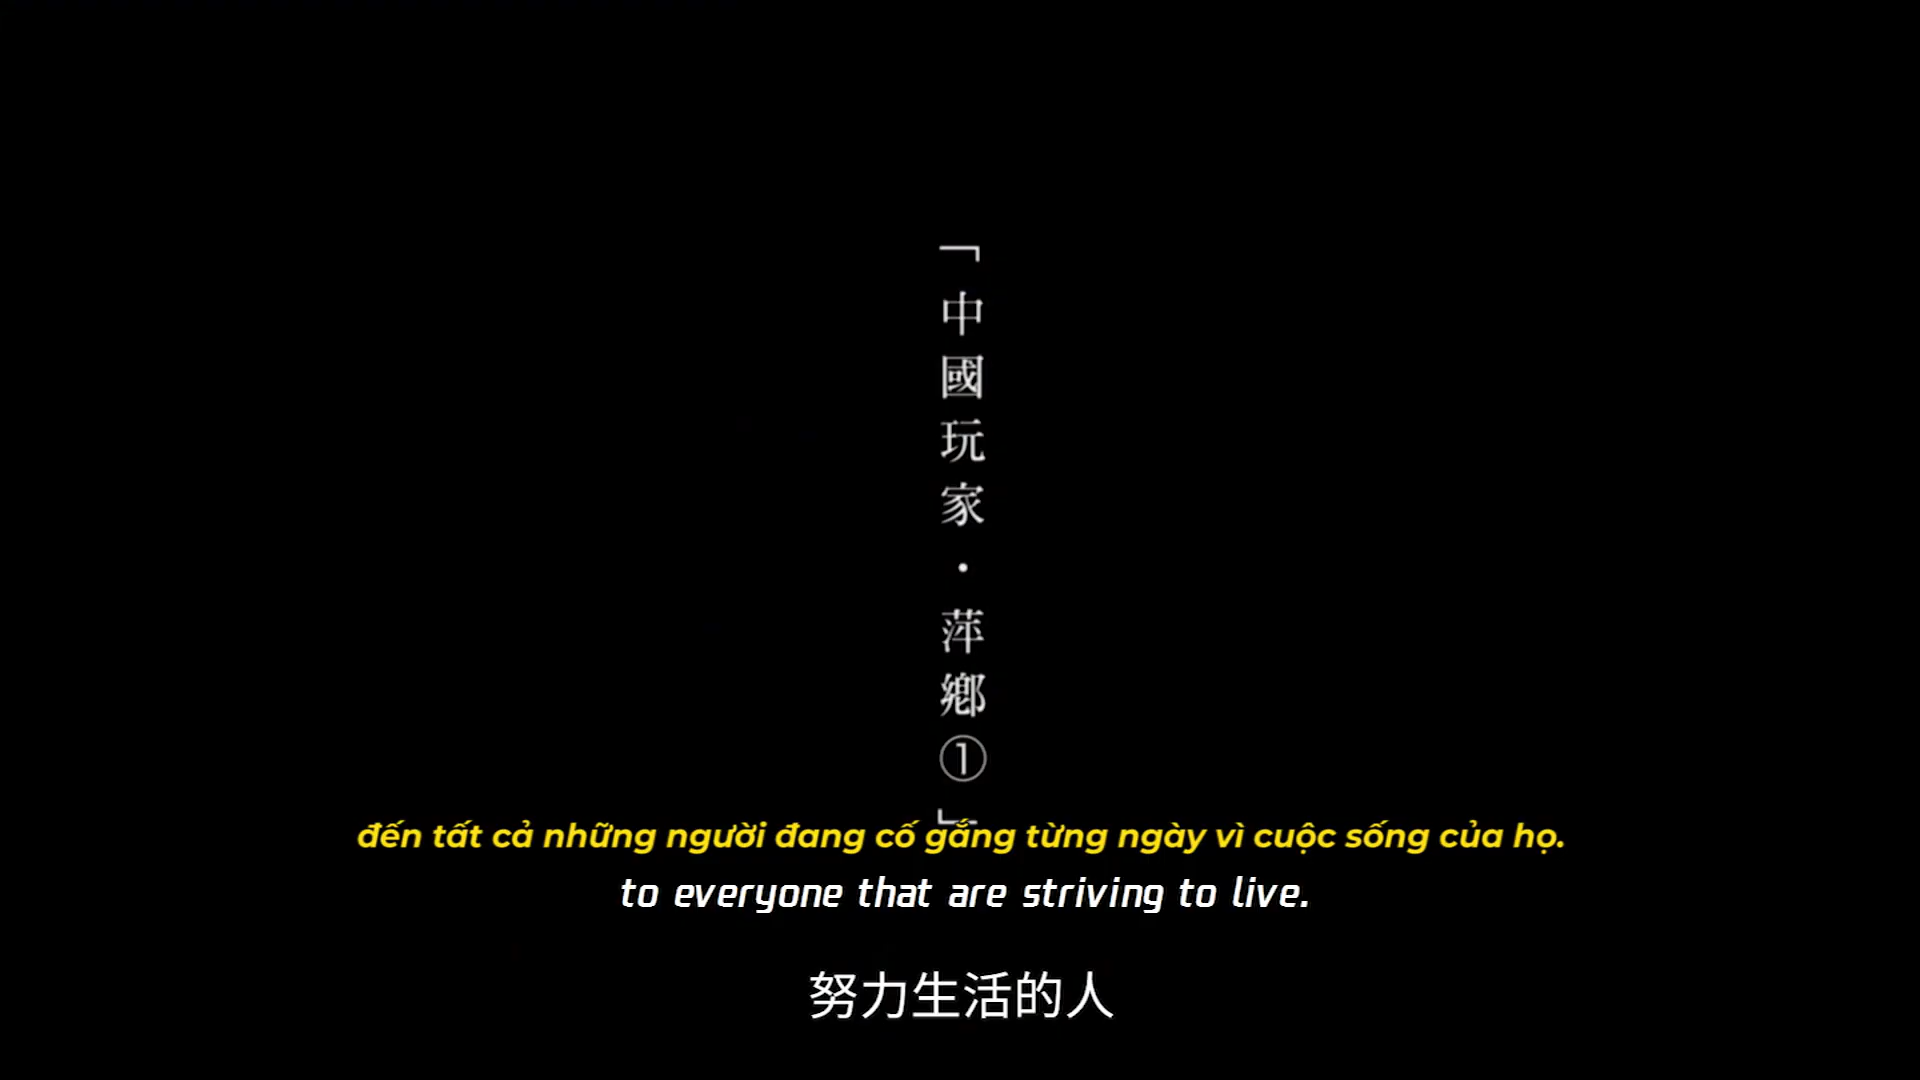 「中國玩家·萍鄉①」
đến tất cả những người đang cố gắng từng ngày vì cuộc sống của họ.
to everyone that are striving to live.
努力生活的人